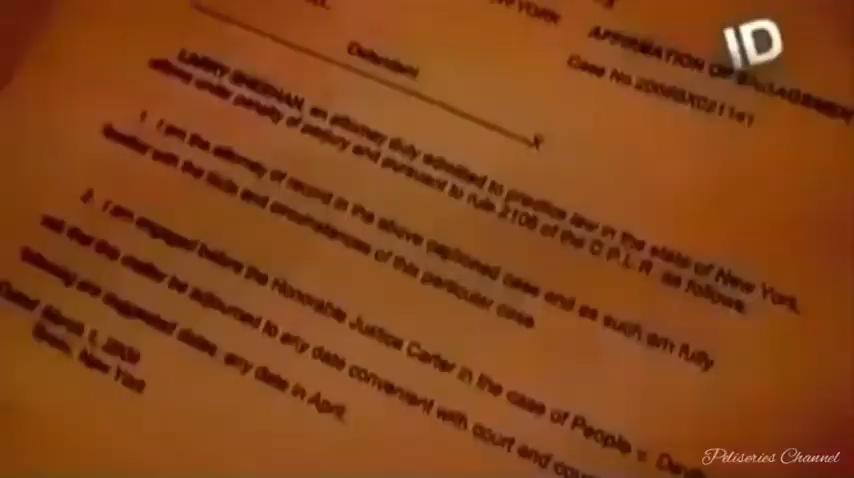 YORK
AFFIRMATION OF ENGAGEMENT
Defendant
Case No.
X
LARRY SHEEHAN, an attorney duly admitted to practice law in the state of New York,
affirms under penalty of perjury and pursuant to rule 2106 of the C.P.L.R. as follows:
1. I am the attorney of record in the above captioned case and as such am fully
familiar with the facts and circumstances of this particular case.
2. I am engaged before the Honorable Justice Carter in the case of People v.
ask that this matter be adjourned to any date convenient with court and
following are suggested dates: any date in April.
Dated: March
Bronx, New York
ID
Peliseries Channel